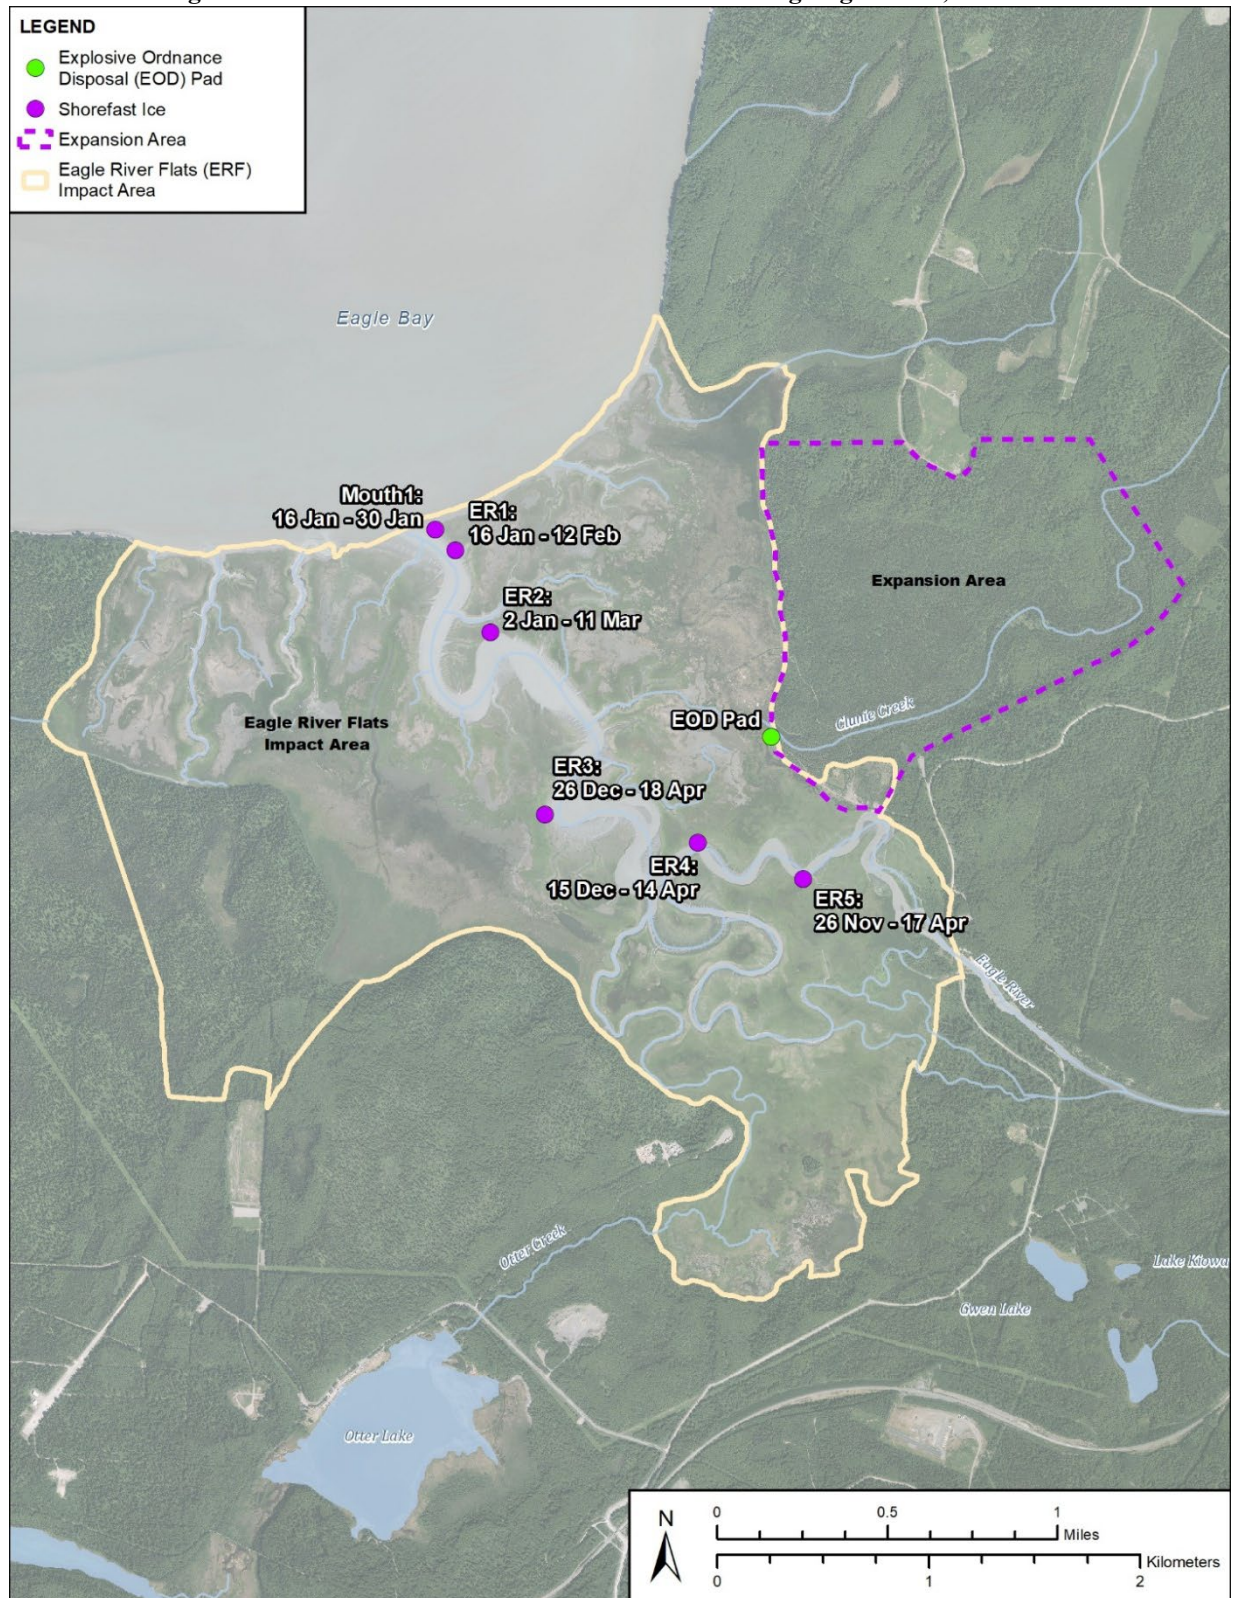 LEGEND
Explosive Ordnance
Disposal (EOD) Pad
Shorefast Ice
Expansion Area
Eagle River Flats (ERF)
Impact Area
Eagle Bay
Mouth1:
16 Jan - 30 Jan
ER1:
16 Jan - 12 Feb
ER2:
2 Jan - 11 Mar
Expansion Area
Clunie Creek
Eagle River Flats
Impact Area
EOD Pad
ER3:
26 Dec - 18 Apr
ER4:
15 Dec - 14 Apr
ER5:
26 Nov - 17 Apr
Eagle River
Otter Creek
Lake Kiowa
Gwen Lake
Otter Lake
N
0 0.5 1
Miles
Kilometers
0 1 2